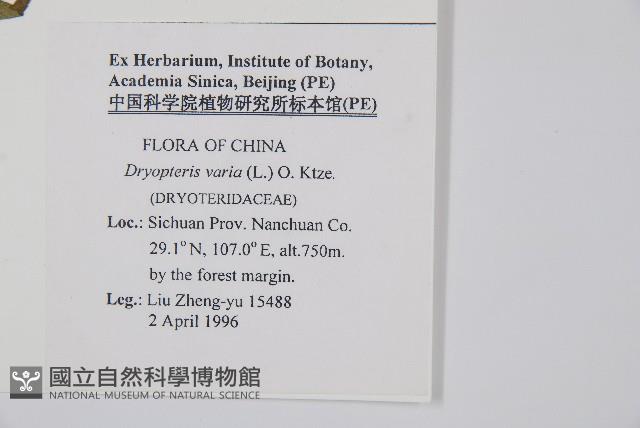 Ex Herbarium, Institute of Botany,
Academia Sinica, Beijing (PE)
中国科学院植物研究所标本馆(PE)
FLORA OF CHINA
Dryopteris varia (L.) O. Ktze.
(DRYOTERIDACEAE)
Loc.: Sichuan Prov. Nanchuan Co.
29.1° N, 107.0° E, alt.750m.
by the forest margin.
Leg.: Liu Zheng-yu 15488
2 April 1996
國立自然科學博物館
NATIONAL MUSEUM OF NATURAL SCIENCE